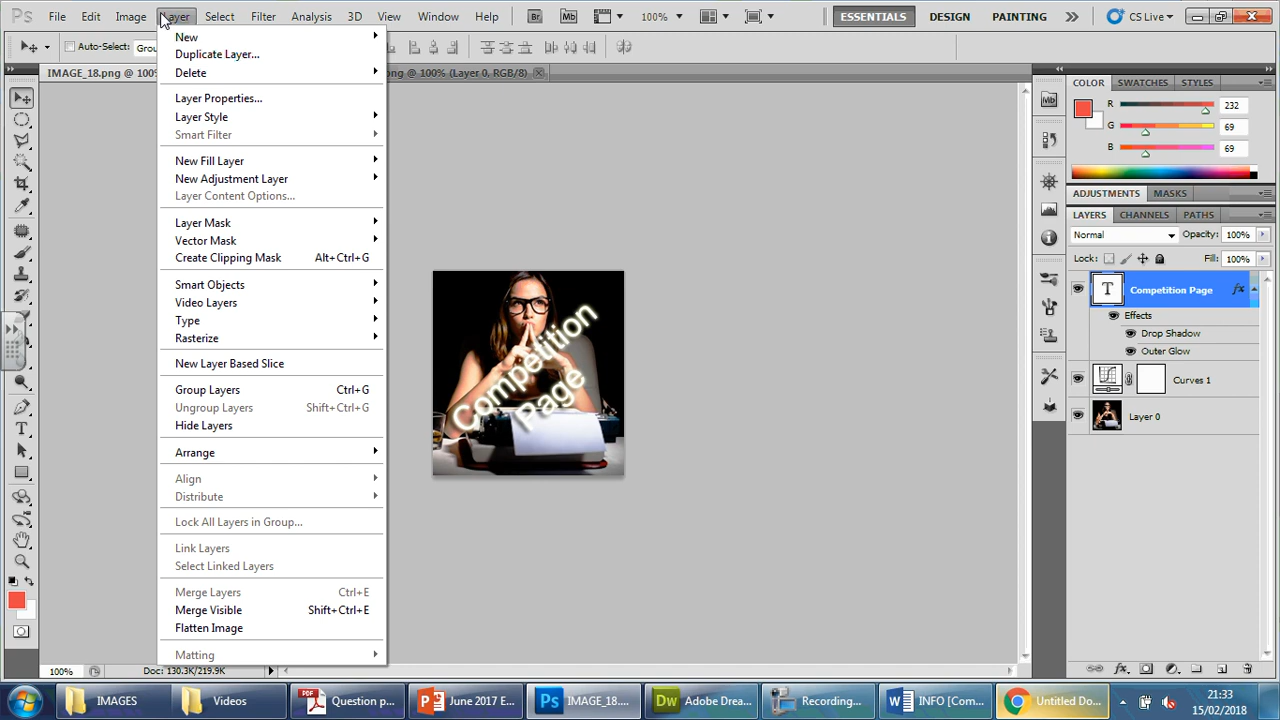 Ps File Edit Image Layer Select Filter Analysis 3D View Window Help Br Mb 100% ESSENTIALS DESIGN PAINTING CS Live
Auto-Select:
IMAGE_18.png @ 100% (Layer 0, RGB/8)
New
Duplicate Layer...
Delete
Layer Properties...
Layer Style
Smart Filter
New Fill Layer
New Adjustment Layer
Layer Content Options...
Layer Mask
Vector Mask
Create Clipping Mask Alt+Ctrl+G
Smart Objects
Video Layers
Type
Rasterize
New Layer Based Slice
Group Layers Ctrl+G
Ungroup Layers Shift+Ctrl+G
Hide Layers
Arrange
Align
Distribute
Lock All Layers in Group...
Link Layers
Select Linked Layers
Merge Layers Ctrl+E
Merge Visible Shift+Ctrl+E
Flatten Image
Matting
Competition
Page
COLOR SWATCHES STYLES
R 232
G 69
B 69
ADJUSTMENTS MASKS
LAYERS CHANNELS PATHS
Normal Opacity: 100%
Lock: Fill: 100%
T Competition Page fx
Effects
Drop Shadow
Outer Glow
Curves 1
Layer 0
100% Doc: 130.3K/219.9K
IMAGES Videos Question p... June 2017 E... IMAGE_18.... Adobe Drea... Recording... INFO [Com... Untitled Do...
21:33
15/02/2018